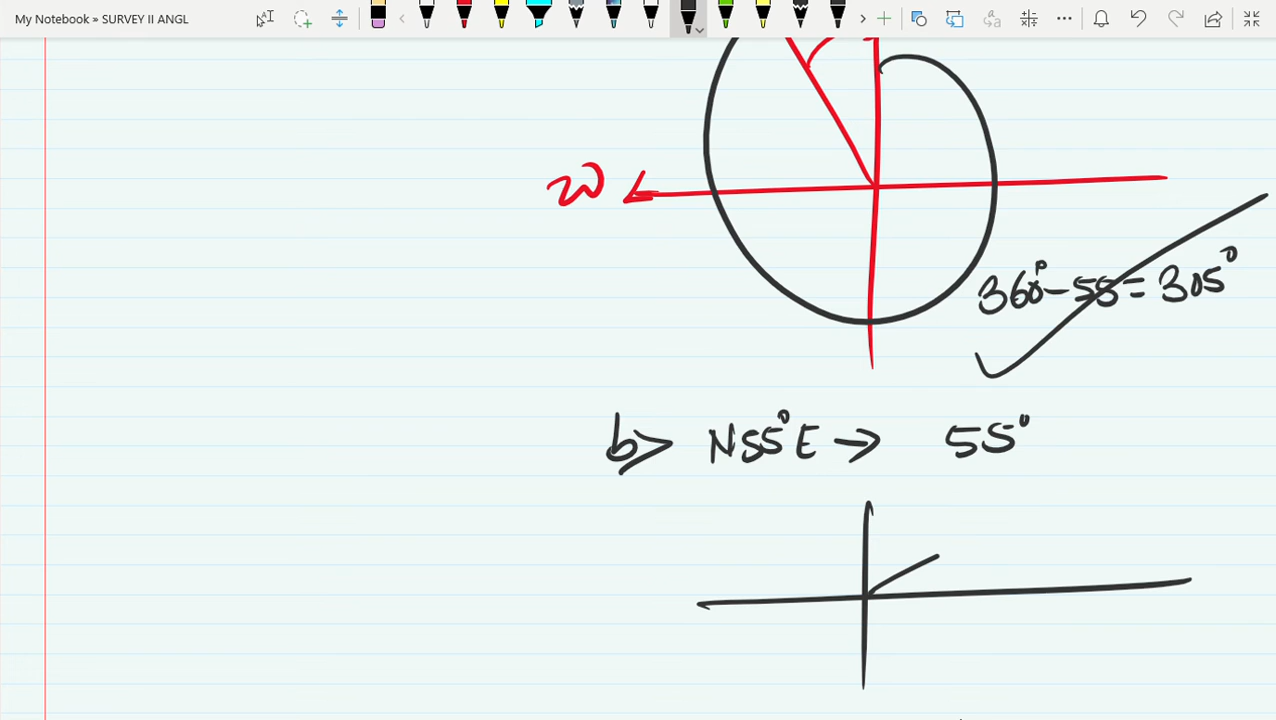 My Notebook » SURVEY II ANGL
W
360° - 55 = 305°
b> N55°E → 55°